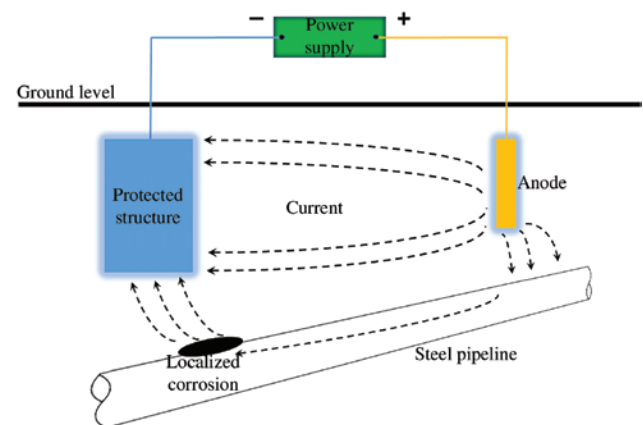 − +
Power
supply
Ground level
Protected
structure
Anode
Current
Localized
corrosion
Steel pipeline